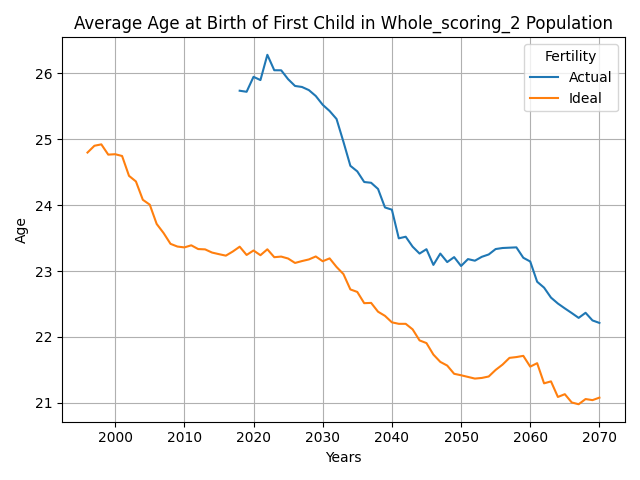 Average Age at Birth of First Child in Whole_scoring_2 Population
Fertility
Actual
Ideal
Age
26
25
24
23
22
21
2000
2010
2020
2030
2040
2050
2060
2070
Years